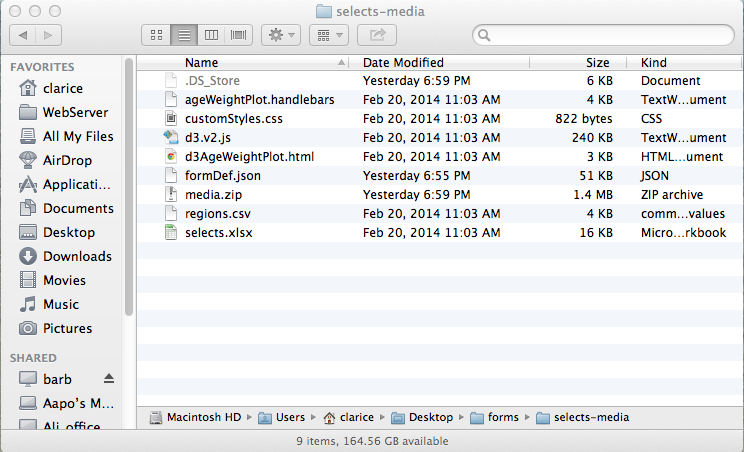 selects-media
FAVORITES
clarice
WebServer
All My Files
AirDrop
Applicati...
Documents
Desktop
Downloads
Movies
Music
Pictures
SHARED
barb
Aapo's M...
Ali office
Name Date Modified Size Kind
.DS_Store Yesterday 6:59 PM 6 KB Document
ageWeightPlot.handlebars Feb 20, 2014 11:03 AM 4 KB TextW...ument
customStyles.css Feb 20, 2014 11:03 AM 822 bytes CSS
d3.v2.js Feb 20, 2014 11:03 AM 240 KB TextW...ument
d3AgeWeightPlot.html Feb 20, 2014 11:03 AM 3 KB HTML...ument
formDef.json Yesterday 6:55 PM 51 KB JSON
media.zip Yesterday 6:59 PM 1.4 MB ZIP archive
regions.csv Feb 20, 2014 11:03 AM 4 KB comm...values
selects.xlsx Feb 20, 2014 11:03 AM 16 KB Micro...rkbook
Macintosh HD Users clarice Desktop forms selects-media
9 items, 164.56 GB available